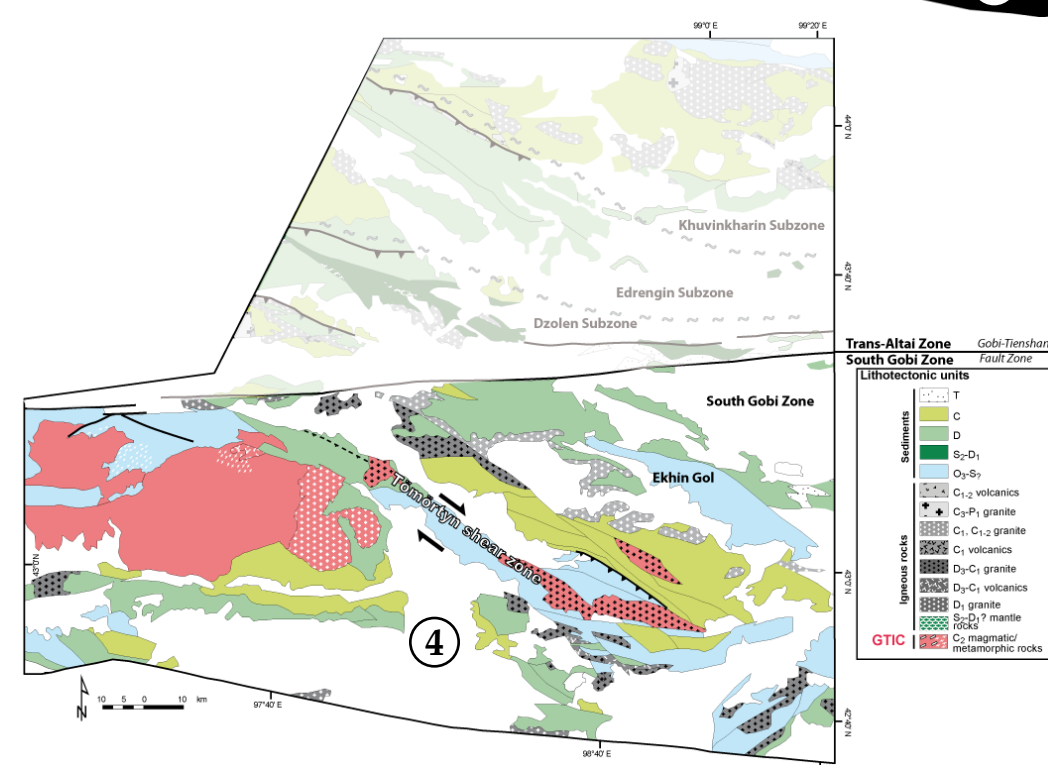 99°0' E
99°20' E
44°0' N
Khuvinkharin Subzone
43°40' N
Edrengin Subzone
Dzolen Subzone
Trans-Altai Zone
Gobi-Tienshan
South Gobi Zone
Fault Zone
Lithotectonic units
Sediments
T
C
D
S2-D1
O3-S?
Igneous rocks
C1-2 volcanics
C3-P1 granite
C1, C1-2 granite
C1 volcanics
D3-C1 granite
D3-C1 volcanics
D1 granite
S2-D1? mantle
rocks
GTIC
C2 magmatic/
metamorphic rocks
South Gobi Zone
Ekhin Gol
Tomortyn shear zone
43°0'N
4
N
10 5 0 10 km
97°40' E
98°40' E
42°40' N